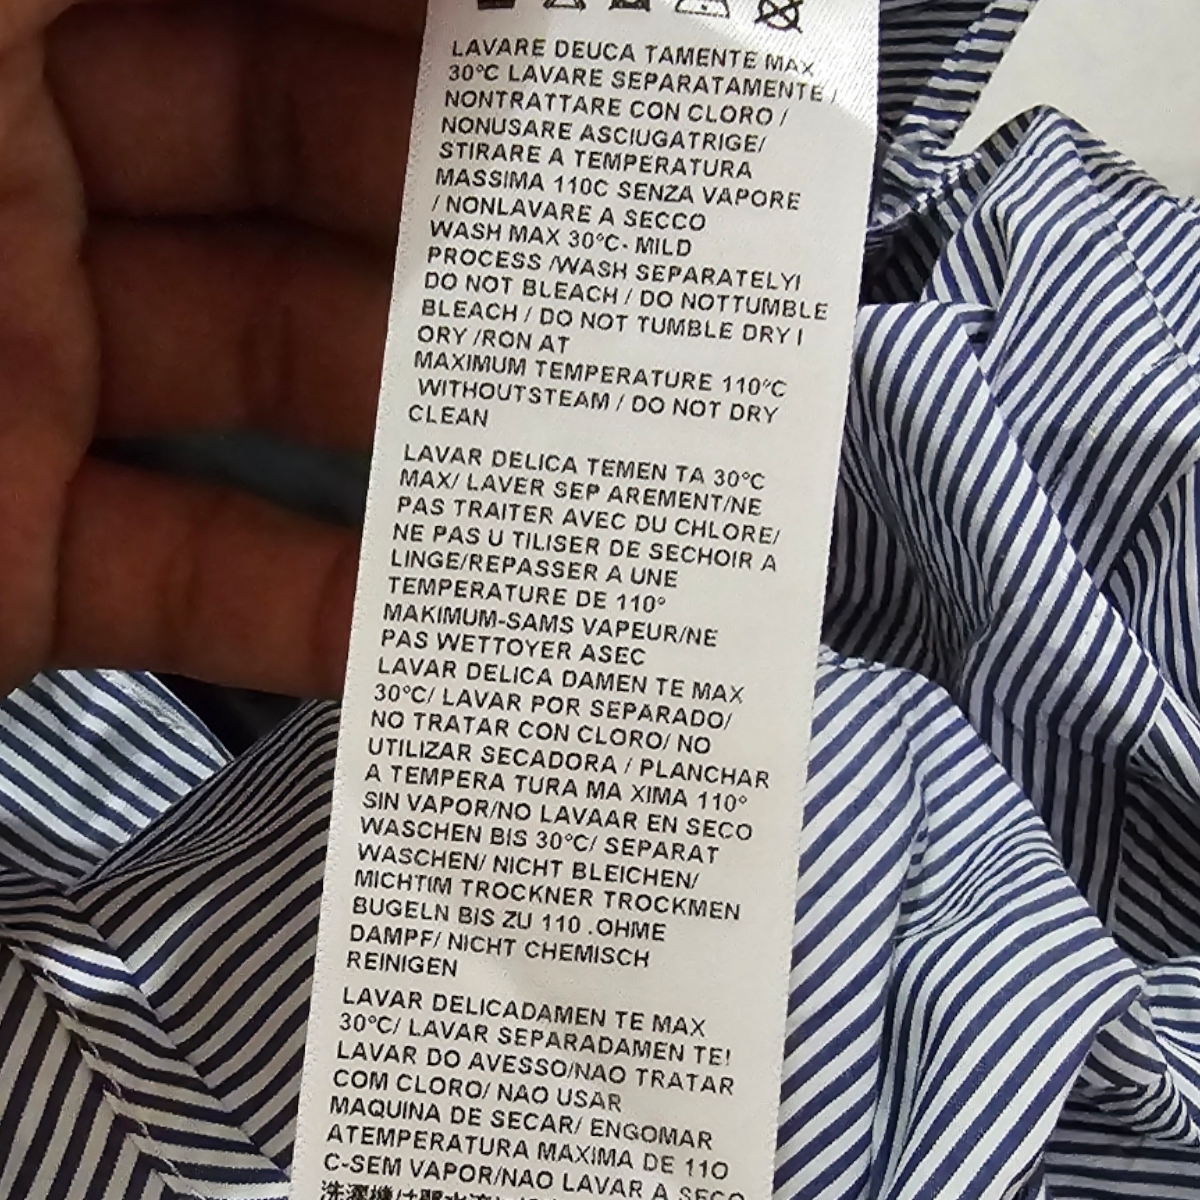 LAVARE DEUCA TAMENTE MAX
30°C LAVARE SEPARATAMENTE /
NONTRATTARE CON CLORO /
NONUSARE ASCIUGATRIGE/
STIRARE A TEMPERATURA
MASSIMA 110C SENZA VAPORE
/ NONLAVARE A SECCO
WASH MAX 30°C- MILD
PROCESS /WASH SEPARATELYI
DO NOT BLEACH / DO NOTTUMBLE
BLEACH / DO NOT TUMBLE DRY I
ORY /RON AT
MAXIMUM TEMPERATURE 110°C
WITHOUTSTEAM / DO NOT DRY
CLEAN
LAVAR DELICA TEMEN TA 30°C
MAX/ LAVER SEP AREMENT/NE
PAS TRAITER AVEC DU CHLORE/
NE PAS U TILISER DE SECHOIR A
LINGE/REPASSER A UNE
TEMPERATURE DE 110°
MAKIMUM-SAMS VAPEUR/NE
PAS WETTOYER ASEC
LAVAR DELICA DAMEN TE MAX
30°C/ LAVAR POR SEPARADO/
NO TRATAR CON CLORO/ NO
UTILIZAR SECADORA / PLANCHAR
A TEMPERA TURA MA XIMA 110°
SIN VAPOR/NO LAVAAR EN SECO
WASCHEN BIS 30°C/ SEPARAT
WASCHEN/ NICHT BLEICHEN/
MICHTIM TROCKNER TROCKMEN
BUGELN BIS ZU 110 .OHME
DAMPF/ NICHT CHEMISCH
REINIGEN
LAVAR DELICADAMEN TE MAX
30°C/ LAVAR SEPARADAMEN TE!
LAVAR DO AVESSO/NAO TRATAR
COM CLORO/ NAO USAR
MAQUINA DE SECAR/ ENGOMAR
ATEMPERATURA MAXIMA DE 11O
C-SEM VAPOR/NAO LAVAR A SECO